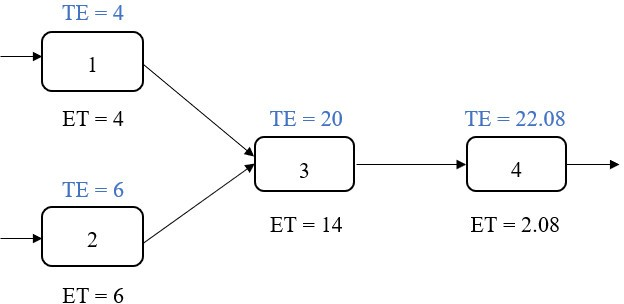 TE = 4
1
ET = 4
TE = 6
2
ET = 6
TE = 20
3
ET = 14
TE = 22.08
4
ET = 2.08